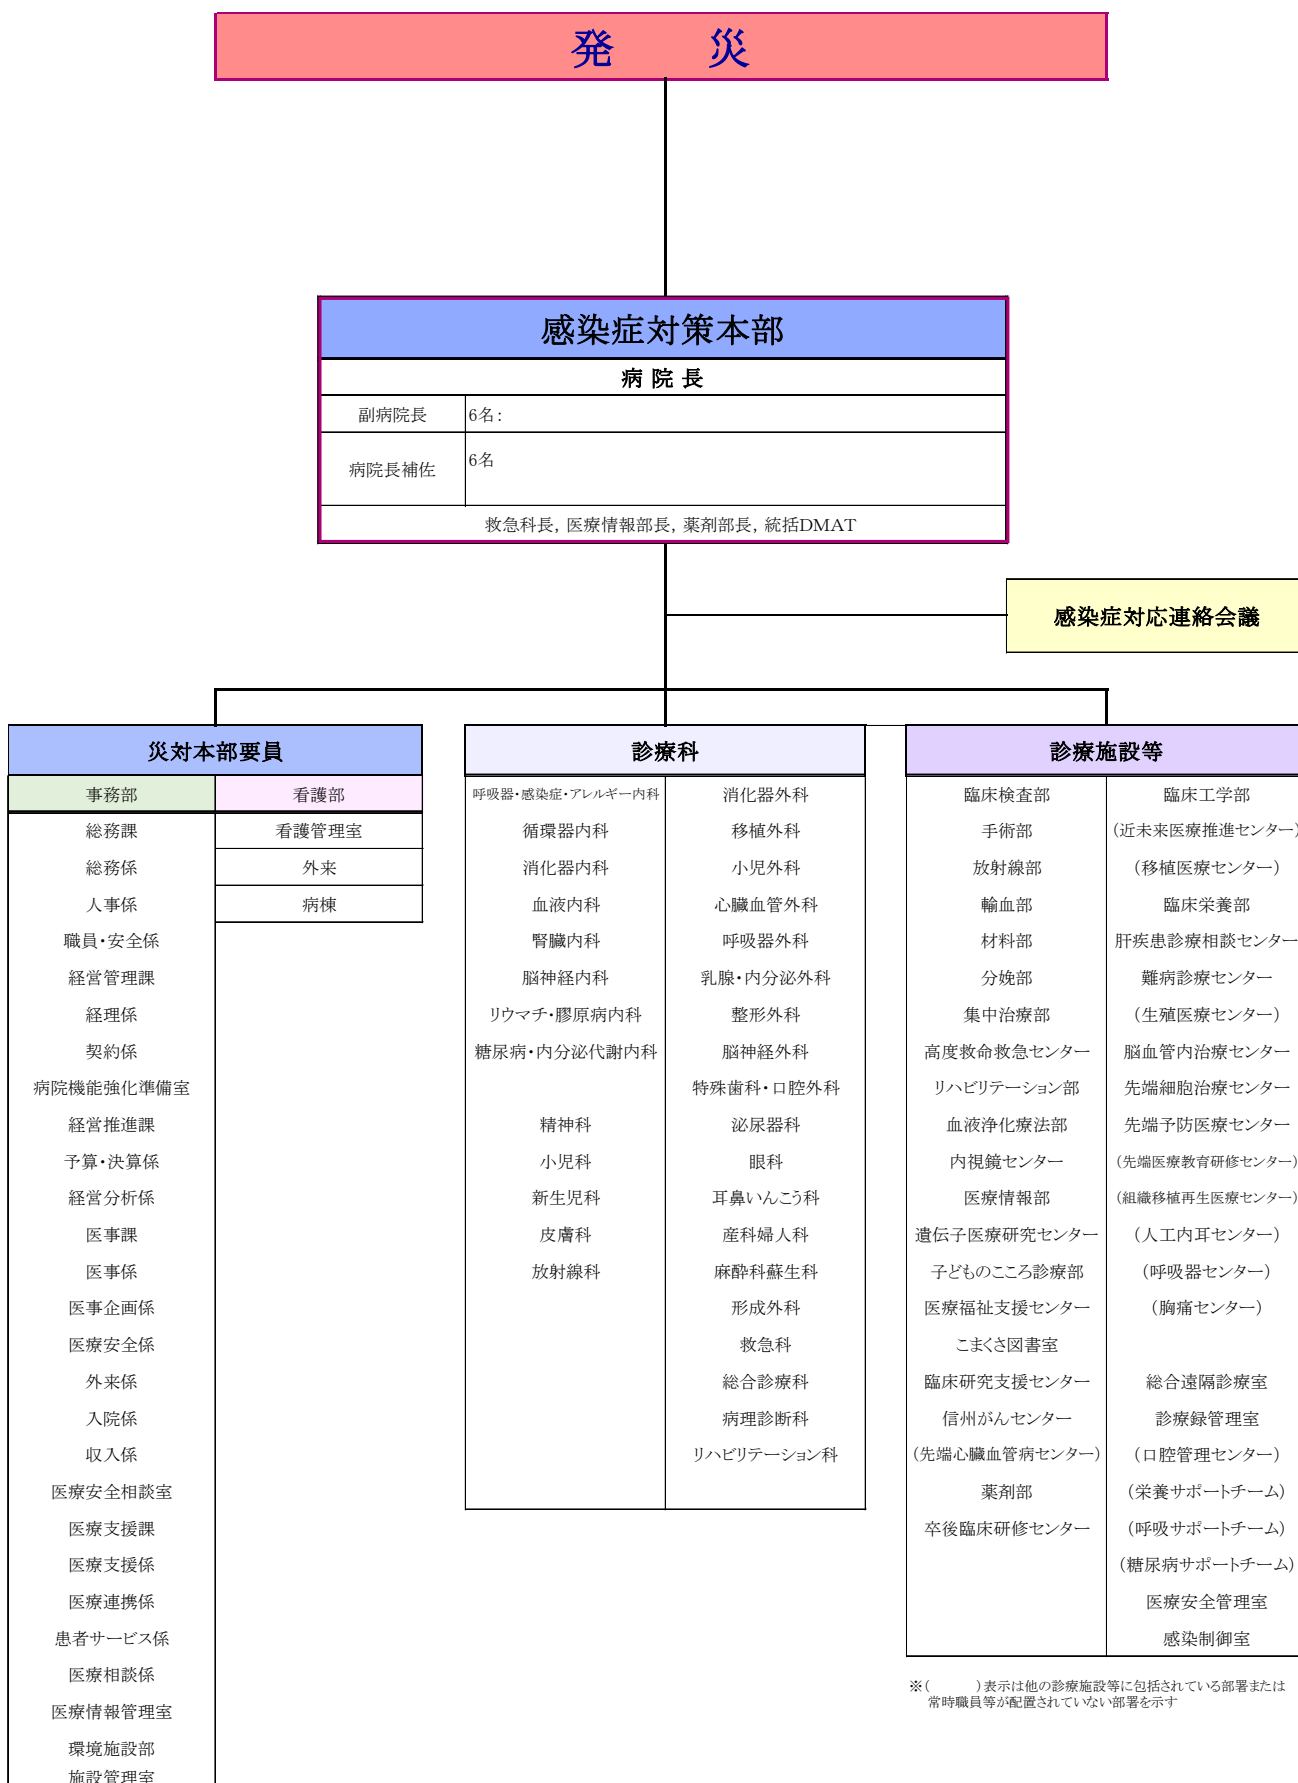 発　災
感染症対策本部
病 院 長
副病院長
6名：
病院長補佐
6名
救急科長, 医療情報部長, 薬剤部長, 統括DMAT
感染症対応連絡会議
災対本部要員
事務部
看護部
総務課
看護管理室
総務係
外来
人事係
病棟
職員・安全係
経営管理課
経理係
契約係
病院機能強化準備室
経営推進課
予算・決算係
経営分析係
医事課
医事係
医事企画係
医療安全係
外来係
入院係
収入係
医療安全相談室
医療支援課
医療支援係
医療連携係
患者サービス係
医療相談係
医療情報管理室
環境施設部
施設管理室
診療科
呼吸器・感染症・アレルギー内科
循環器内科
消化器内科
血液内科
腎臓内科
脳神経内科
リウマチ・膠原病内科
糖尿病・内分泌代謝内科
精神科
小児科
新生児科
皮膚科
放射線科
消化器外科
移植外科
小児外科
心臓血管外科
呼吸器外科
乳腺・内分泌外科
整形外科
脳神経外科
特殊歯科・口腔外科
泌尿器科
眼科
耳鼻いんこう科
産科婦人科
麻酔科蘇生科
形成外科
救急科
総合診療科
病理診断科
リハビリテーション科
診療施設等
臨床検査部
手術部
放射線部
輸血部
材料部
分娩部
集中治療部
高度救命救急センター
リハビリテーション部
血液浄化療法部
内視鏡センター
医療情報部
遺伝子医療研究センター
子どものこころ診療部
医療福祉支援センター
こまくさ図書室
臨床研究支援センター
信州がんセンター
（先端心臓血管病センター）
薬剤部
卒後臨床研修センター
臨床工学部
（近未来医療推進センター）
（移植医療センター）
臨床栄養部
肝疾患診療相談センター
難病診療センター
（生殖医療センター）
脳血管内治療センター
先端細胞治療センター
先端予防医療センター
（先端医療教育研修センター）
（組織移植再生医療センター）
（人工内耳センター）
（呼吸器センター）
（胸痛センター）
総合遠隔診療室
診療録管理室
（口腔管理センター）
（栄養サポートチーム）
（呼吸サポートチーム）
（糖尿病サポートチーム）
医療安全管理室
感染制御室
※（　　　）表示は他の診療施設等に包括されている部署または
常時職員等が配置されていない部署を示す